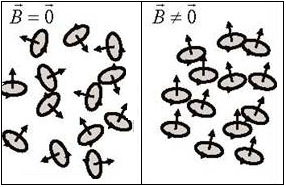 B⃗ = 0⃗
B⃗ ≠ 0⃗